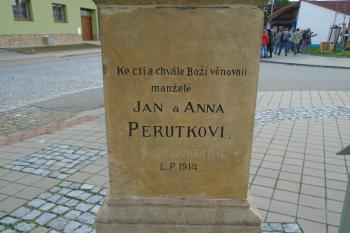 Ke cti a chvále Boží věnovali
manželé
JAN & ANNA
PERUTKOVI.
L.P. 1914.